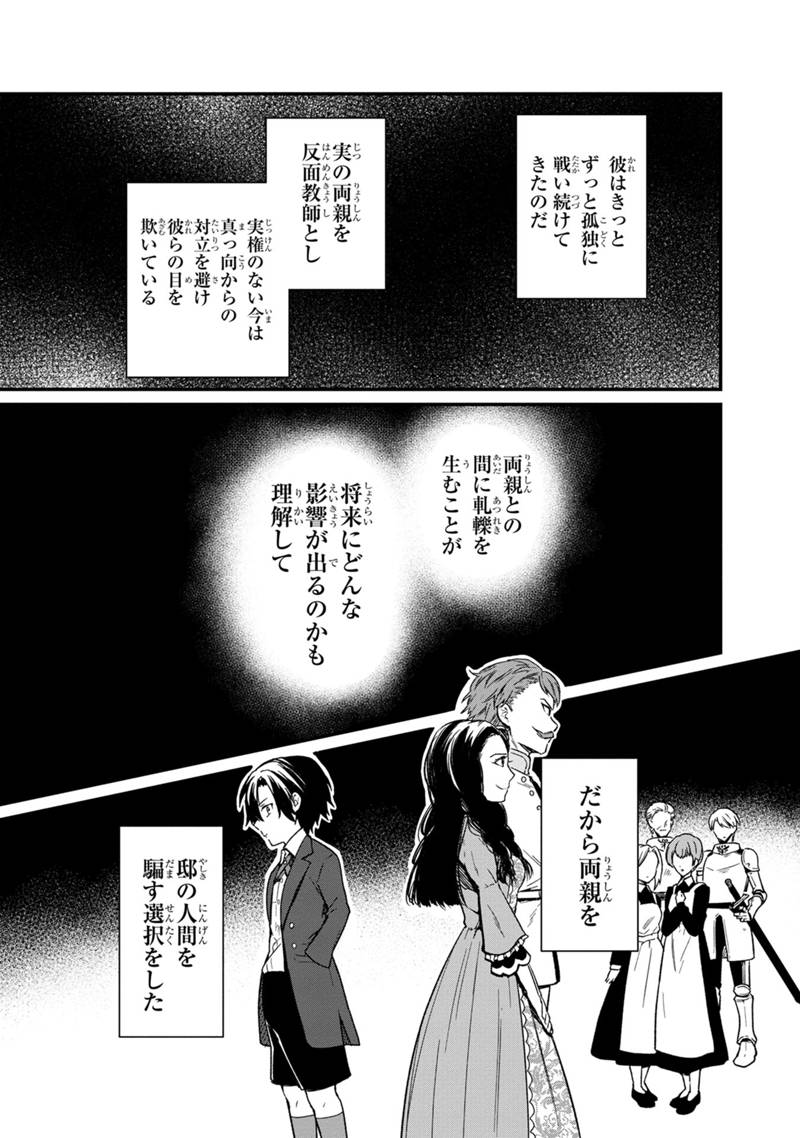 彼はきっと
ずっと孤独に
戦い続けて
きたのだ
実の両親を
反面教師とし
実権のない今は
真っ向からの
対立を避け
彼らの目を
欺いている
両親との
間に軋轢を
生むことが
将来にどんな
影響が出るのかも
理解して
だから両親を
邸の人間を
騙す選択をした